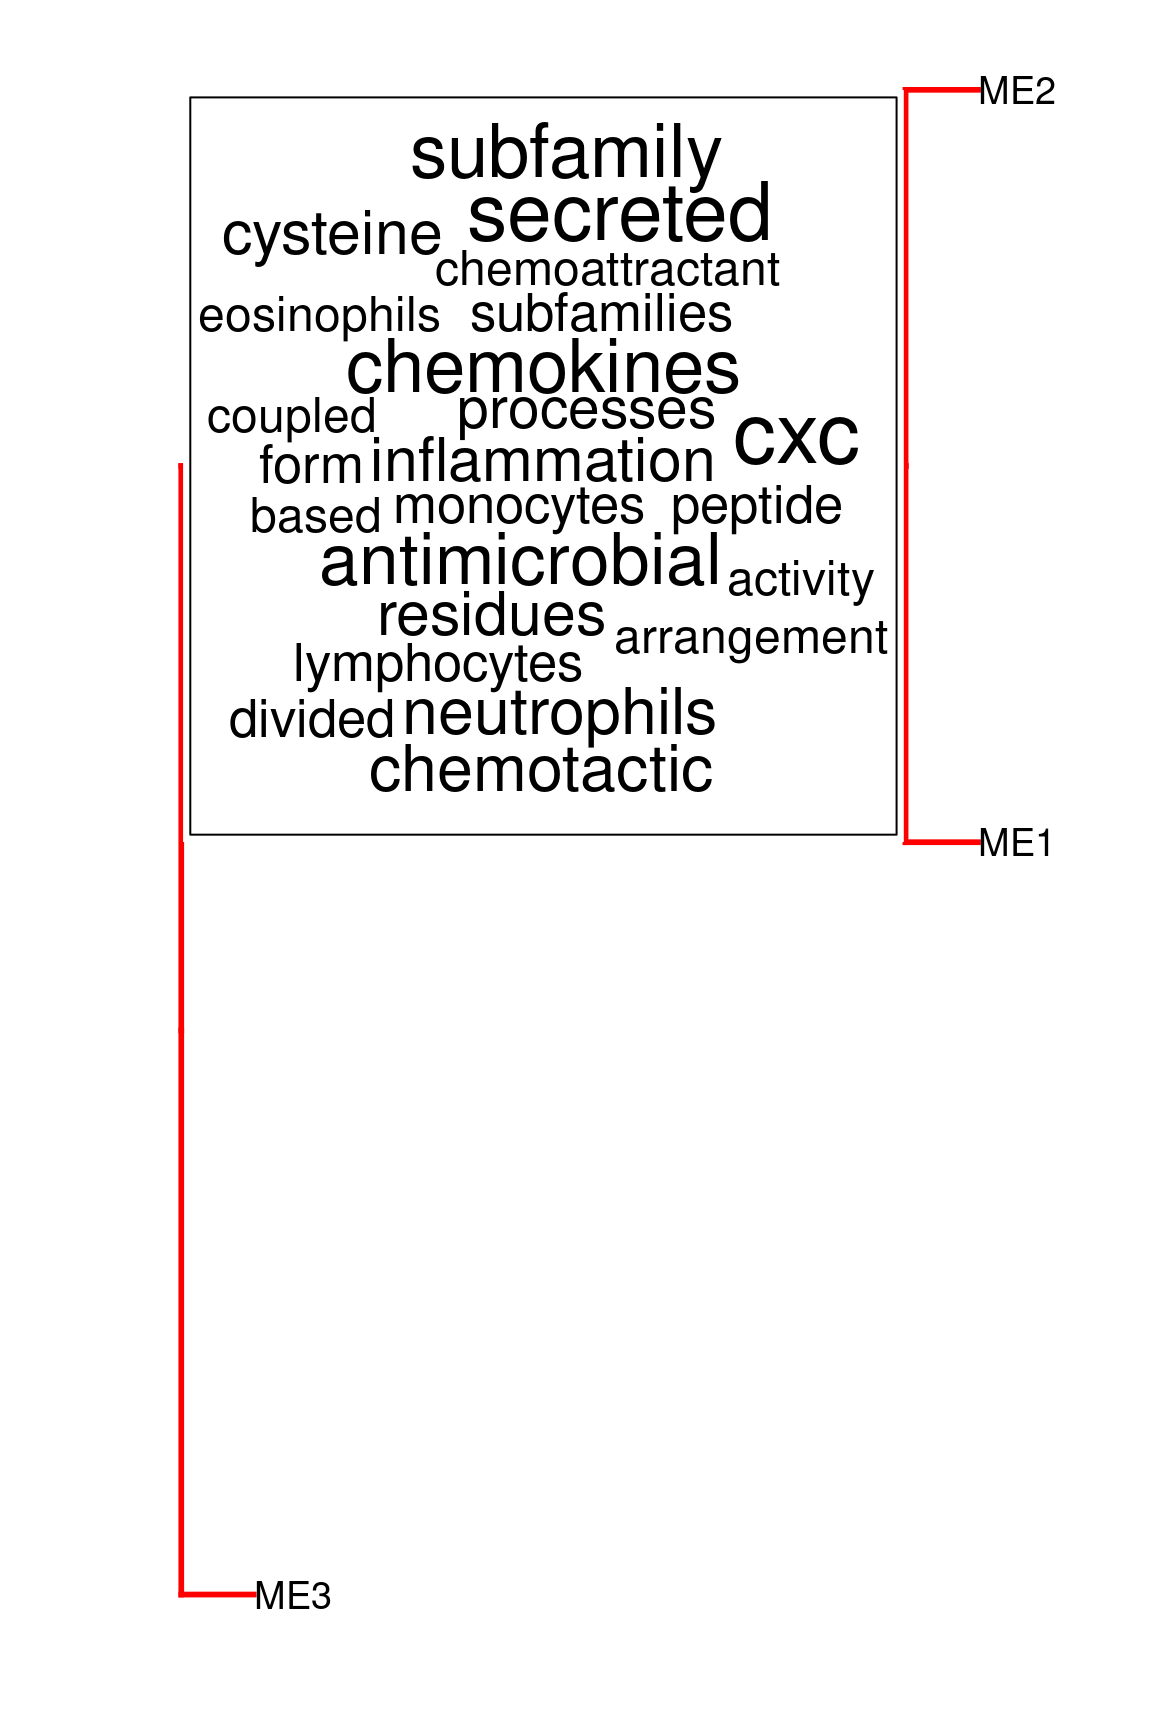 ME2
subfamily
secreted
cysteine
chemoattractant
eosinophils subfamilies
chemokines
coupled processes
cxc
form inflammation
based monocytes peptide
antimicrobial
activity
residues
arrangement
lymphocytes
divided neutrophils
chemotactic
ME1
ME3